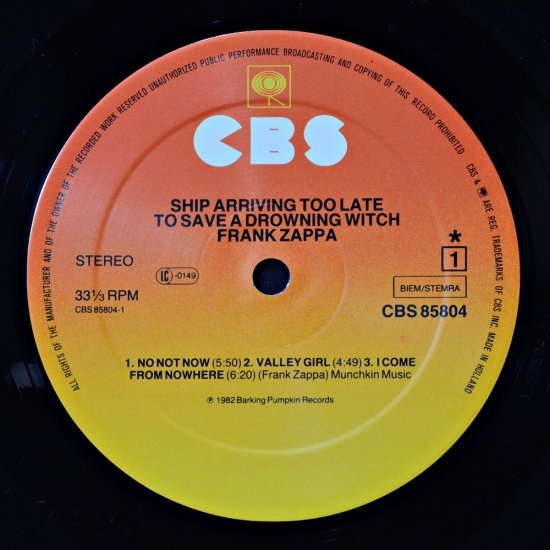 ALL RIGHTS OF THE MANUFACTURER AND OF THE OWNER OF THE RECORDED WORK RESERVED UNAUTHORIZED PUBLIC PERFORMANCE BROADCASTING AND COPYING OF THIS RECORD PROHIBITED
CBS & ARE REG. TRADEMARKS OF CBS INC. MADE IN HOLLAND
CBS
SHIP ARRIVING TOO LATE
TO SAVE A DROWNING WITCH
FRANK ZAPPA
STEREO
LC -0149
*
1
33⅓ RPM
CBS 85804-1
BIEM/STEMRA
CBS 85804
1. NO NOT NOW (5:50) 2. VALLEY GIRL (4:49) 3. I COME
FROM NOWHERE (6:20) (Frank Zappa) Munchkin Music
℗ 1982 Barking Pumpkin Records